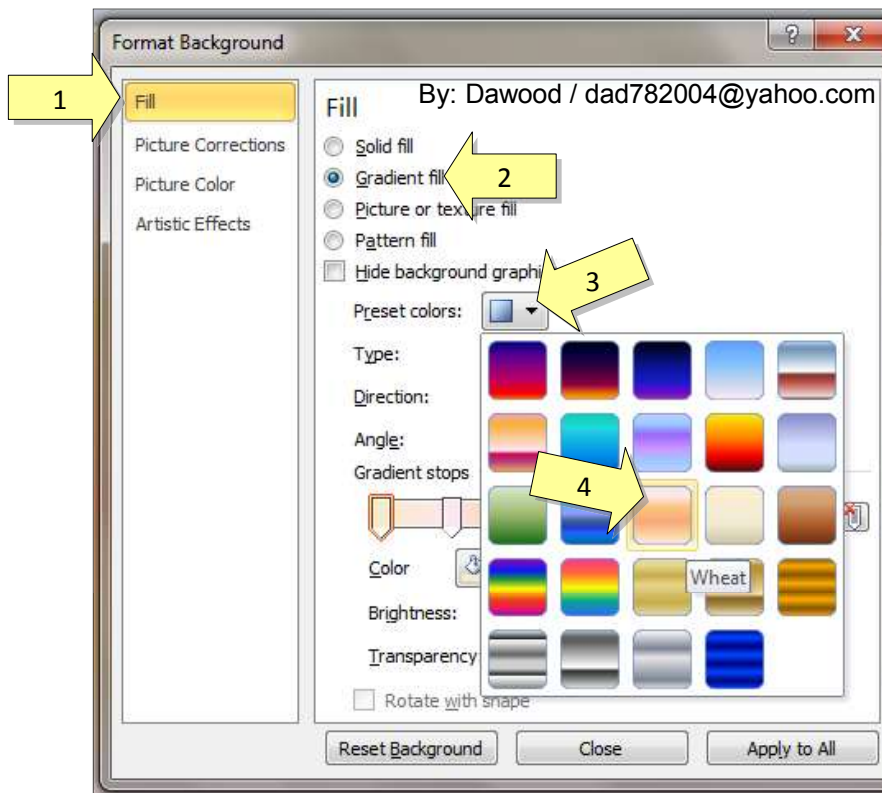 Format Background
?
X
1
Fill
Picture Corrections
Picture Color
Artistic Effects
Fill
By: Dawood / dad782004@yahoo.com
Solid fill
Gradient fill
2
Picture or texture fill
Pattern fill
Hide background graphi
3
Preset colors:
Type:
Direction:
Angle:
Gradient stops
4
Color
Wheat
Brightness:
Transparency
Rotate with shape
Reset Background
Close
Apply to All